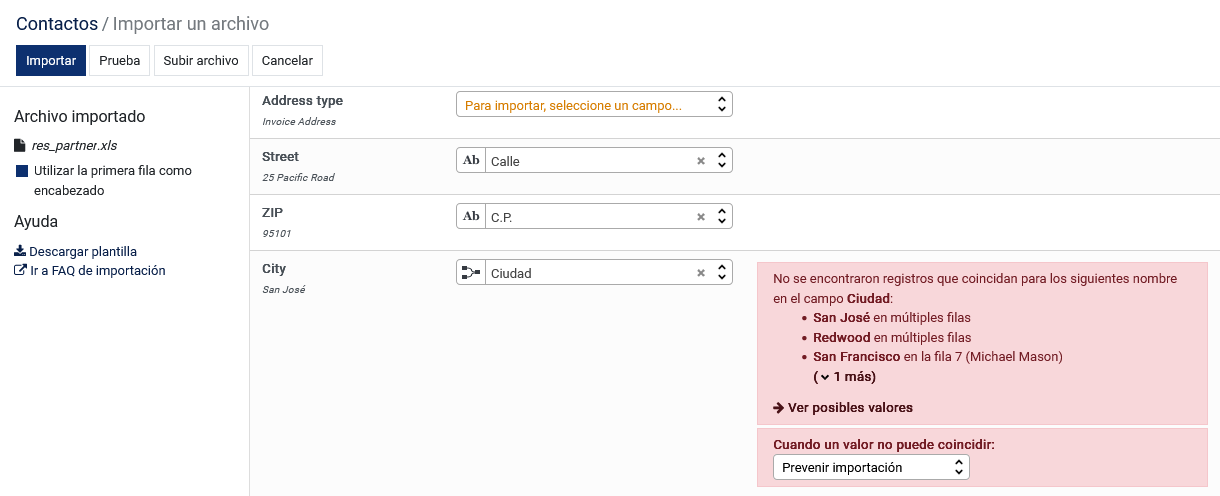 Contactos / Importar un archivo
Importar Prueba Subir archivo Cancelar
Archivo importado
res_partner.xls
Utilizar la primera fila como
encabezado
Ayuda
Descargar plantilla
Ir a FAQ de importación
Address type
Invoice Address
Para importar, seleccione un campo...
Street
25 Pacific Road
Ab Calle ×
ZIP
95101
Ab C.P. ×
City
San José
Ciudad ×
No se encontraron registros que coincidan para los siguientes nombre
en el campo Ciudad:
• San José en múltiples filas
• Redwood en múltiples filas
• San Francisco en la fila 7 (Michael Mason)
( 1 más)
Ver posibles valores
Cuando un valor no puede coincidir:
Prevenir importación